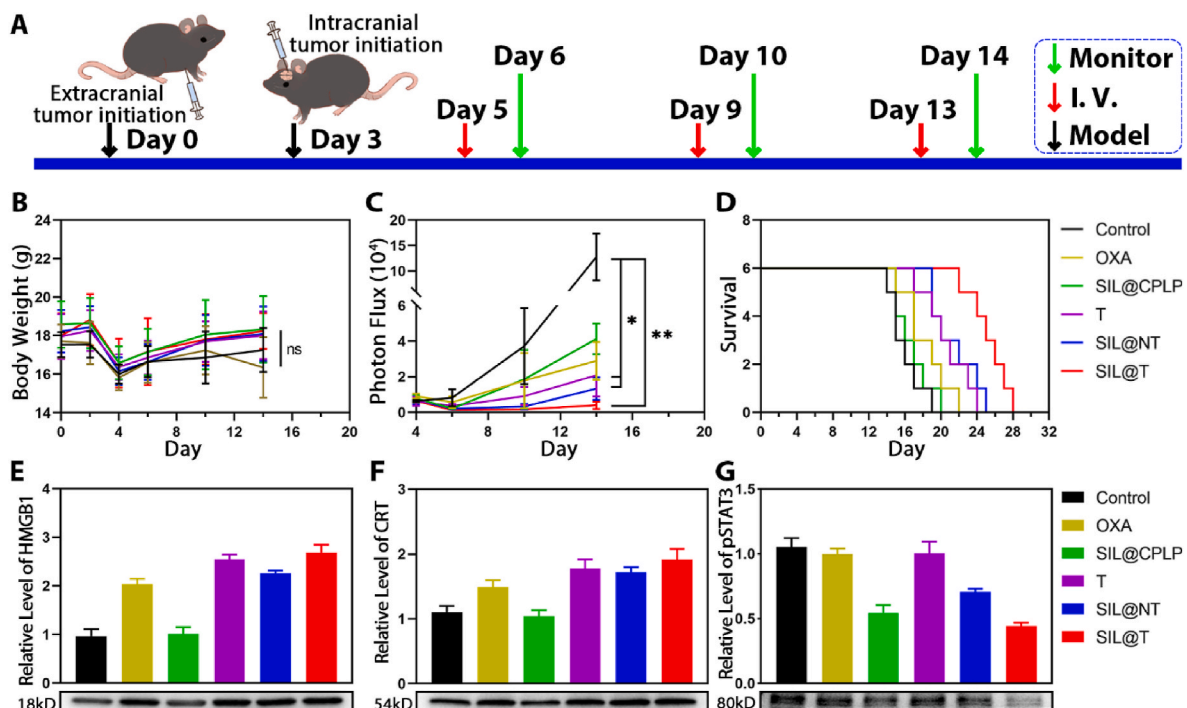 A
Extracranial
tumor initiation
Day 0
Intracranial
tumor initiation
Day 3
Day 5
Day 6
Day 9
Day 10
Day 13
Day 14
Monitor
I. V.
Model
B
Body Weight (g)
24
22
20
18
16
14
0 4 8 12 16 20
Day
ns
C
Photon Flux (10⁴)
20
15
10
6
4
2
0
4 8 12 16 20
Day
*
**
D
Survival
8
6
4
2
0
0 4 8 12 16 20 24 28 32
Day
Control
OXA
SIL@CPLP
T
SIL@NT
SIL@T
E
Relative Level of HMGB1
4
3
2
1
0
18kD
F
Relative Level of CRT
3
2
1
0
54kD
G
Relative Level of pSTAT3
1.5
1.0
0.5
0.0
80kD
Control
OXA
SIL@CPLP
T
SIL@NT
SIL@T